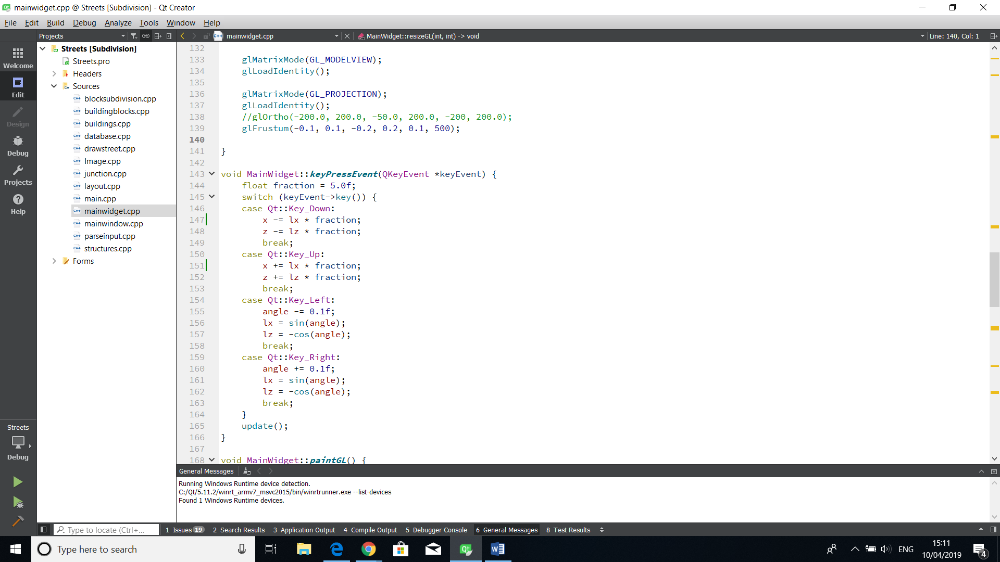 mainwidget.cpp @ Streets [Subdivision] - Qt Creator
File Edit Build Debug Analyze Tools Window Help
Projects
mainwidget.cpp
MainWidget::resizeGL(int, int) -> void
Line: 140, Col: 1
Welcome
Edit
Design
Debug
Projects
Help
Streets
Debug
Streets [Subdivision]
Streets.pro
Headers
Sources
blocksubdivision.cpp
buildingblocks.cpp
buildings.cpp
database.cpp
drawstreet.cpp
Image.cpp
junction.cpp
layout.cpp
main.cpp
mainwidget.cpp
mainwindow.cpp
parseinput.cpp
structures.cpp
Forms
132
133 glMatrixMode(GL_MODELVIEW);
134 glLoadIdentity();
135
136 glMatrixMode(GL_PROJECTION);
137 glLoadIdentity();
138 //glOrtho(-200.0, 200.0, -50.0, 200.0, -200, 200.0);
139 glFrustum(-0.1, 0.1, -0.2, 0.2, 0.1, 500);
140
141 }
142
143 void MainWidget::keyPressEvent(QKeyEvent *keyEvent) {
144 float fraction = 5.0f;
145 switch (keyEvent->key()) {
146 case Qt::Key_Down:
147 x -= lx * fraction;
148 z -= lz * fraction;
149 break;
150 case Qt::Key_Up:
151 x += lx * fraction;
152 z += lz * fraction;
153 break;
154 case Qt::Key_Left:
155 angle -= 0.1f;
156 lx = sin(angle);
157 lz = -cos(angle);
158 break;
159 case Qt::Key_Right:
160 angle += 0.1f;
161 lx = sin(angle);
162 lz = -cos(angle);
163 break;
164 }
165 update();
166 }
167
168 void MainWidget::paintGL() {
General Messages
Running Windows Runtime device detection.
C:/Qt/5.11.2/winrt_armv7_msvc2015/bin/winrtrunner.exe --list-devices
Found 1 Windows Runtime devices.
Type to locate (Ctrl+...
1 Issues 19 2 Search Results 3 Application Output 4 Compile Output 5 Debugger Console 6 General Messages 8 Test Results
Type here to search
ENG
15:11
10/04/2019
4